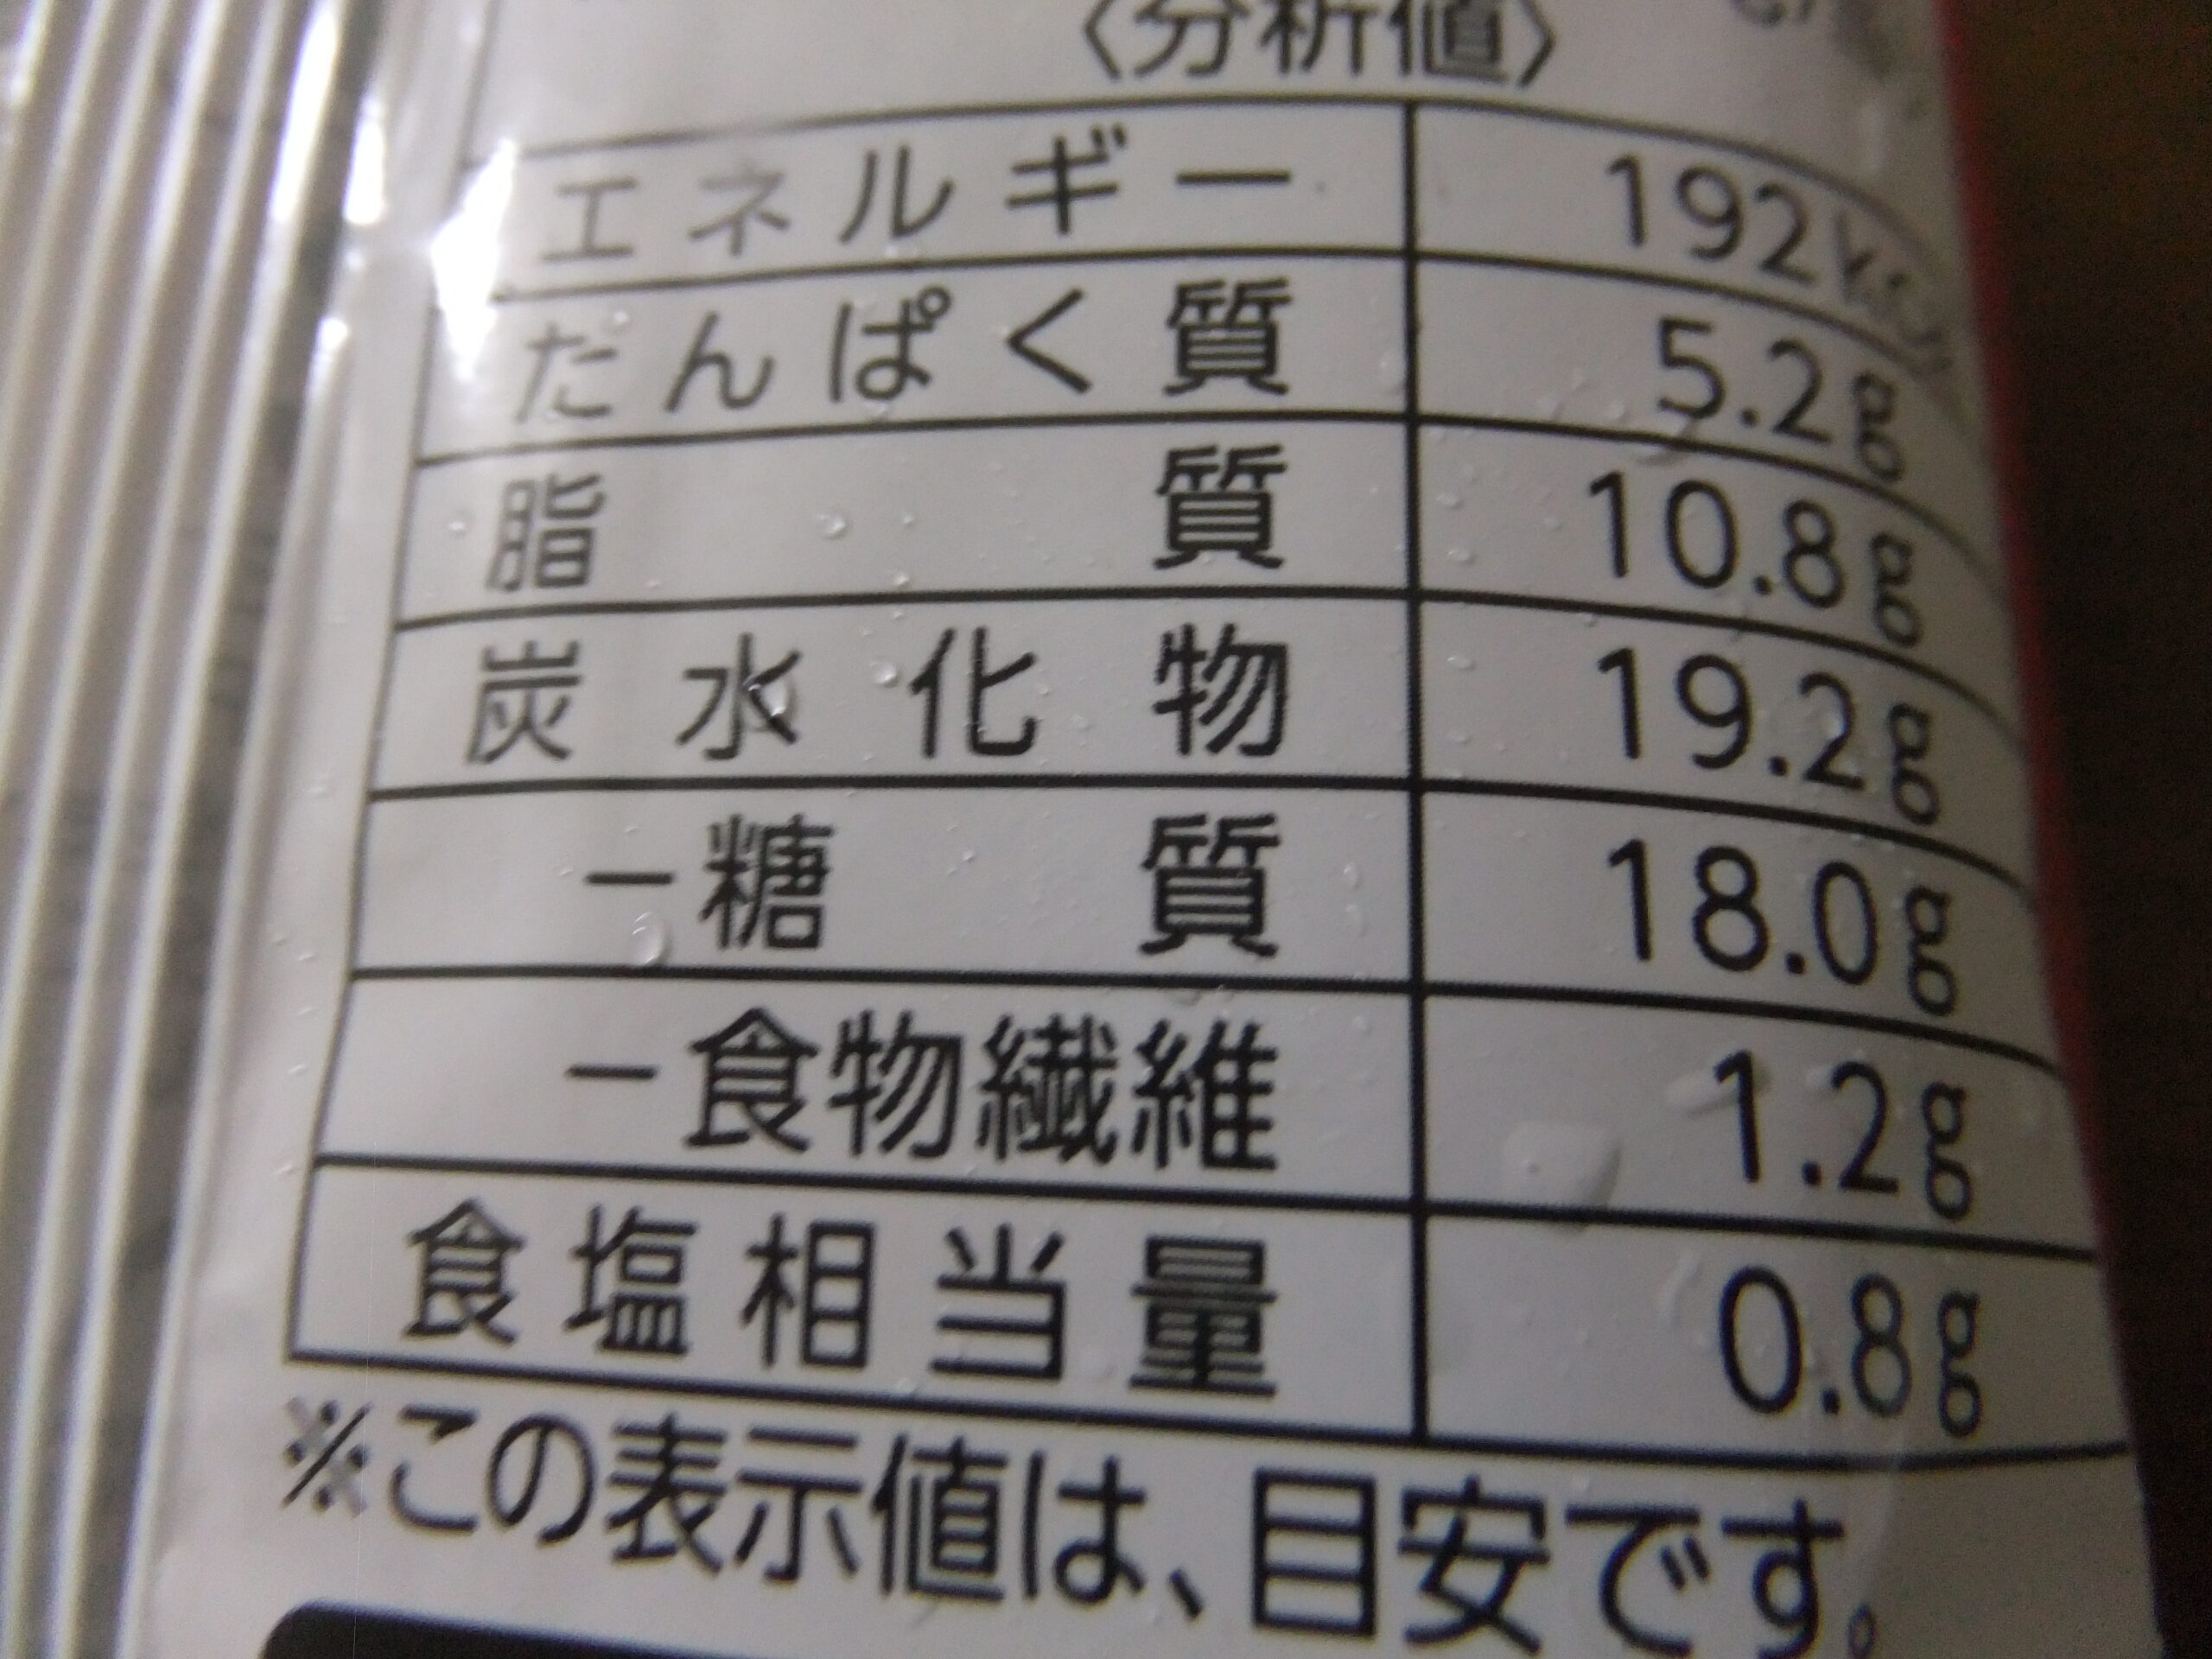 〈分析値〉
エネルギー 192kcal
たんぱく質 5.2g
脂質 10.8g
炭水化物 19.2g
－糖質 18.0g
－食物繊維 1.2g
食塩相当量 0.8g
※この表示値は、目安です。